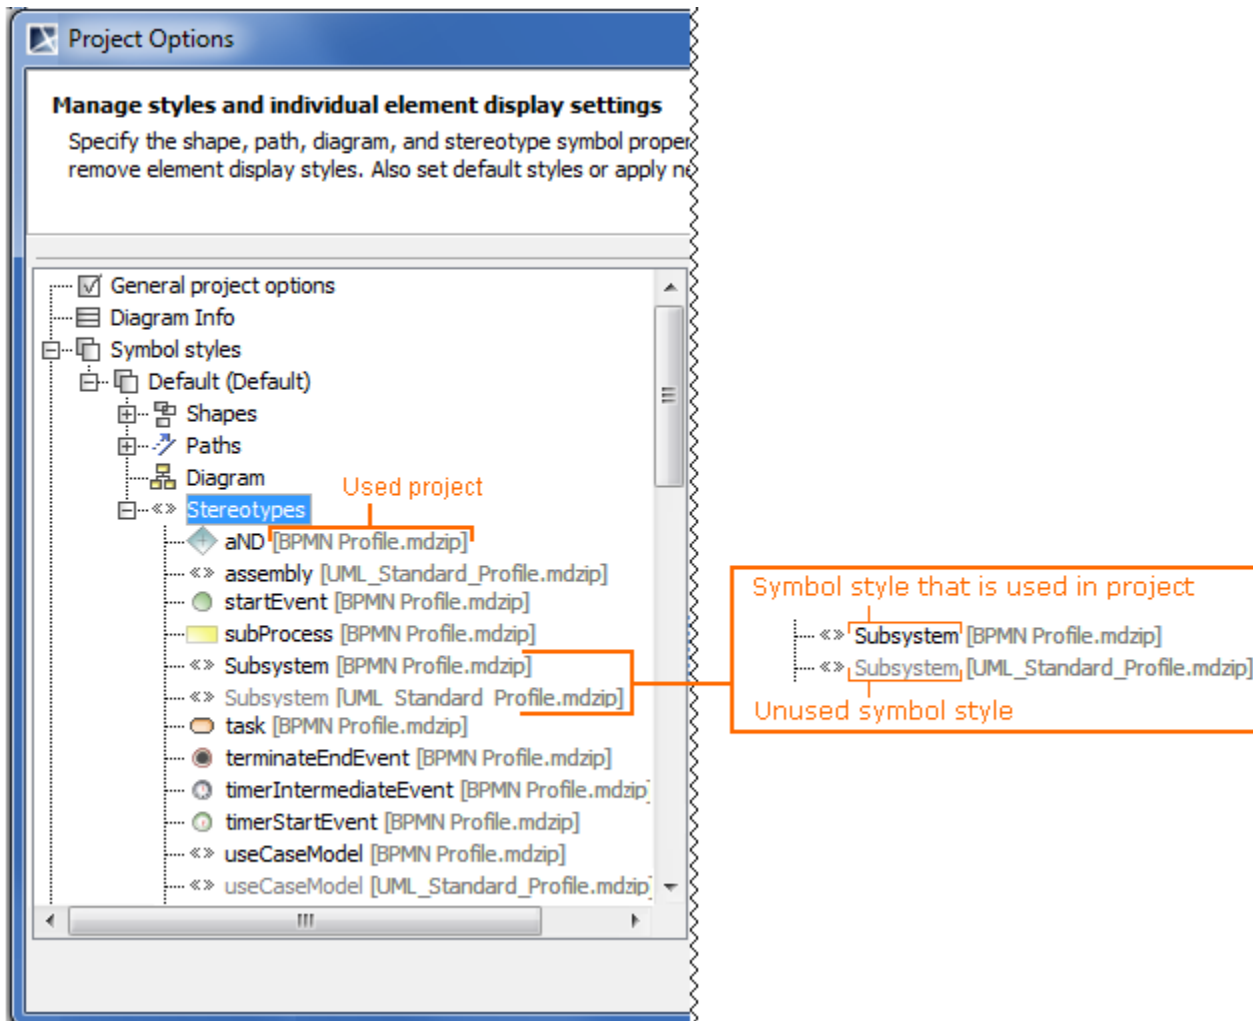 Project Options
Manage styles and individual element display settings
Specify the shape, path, diagram, and stereotype symbol proper
remove element display styles. Also set default styles or apply ne
General project options
Diagram Info
Symbol styles
Default (Default)
Shapes
Paths
Diagram
Used project
Stereotypes
aND [BPMN Profile.mdzip]
«» assembly [UML_Standard_Profile.mdzip]
startEvent [BPMN Profile.mdzip]
subProcess [BPMN Profile.mdzip]
«» Subsystem [BPMN Profile.mdzip]
«» Subsystem [UML_Standard_Profile.mdzip]
task [BPMN Profile.mdzip]
terminateEndEvent [BPMN Profile.mdzip]
timerIntermediateEvent [BPMN Profile.mdzip]
timerStartEvent [BPMN Profile.mdzip]
«» useCaseModel [BPMN Profile.mdzip]
«» useCaseModel [UML_Standard_Profile.mdzip]
Symbol style that is used in project
«» Subsystem [BPMN Profile.mdzip]
«» Subsystem [UML_Standard_Profile.mdzip]
Unused symbol style